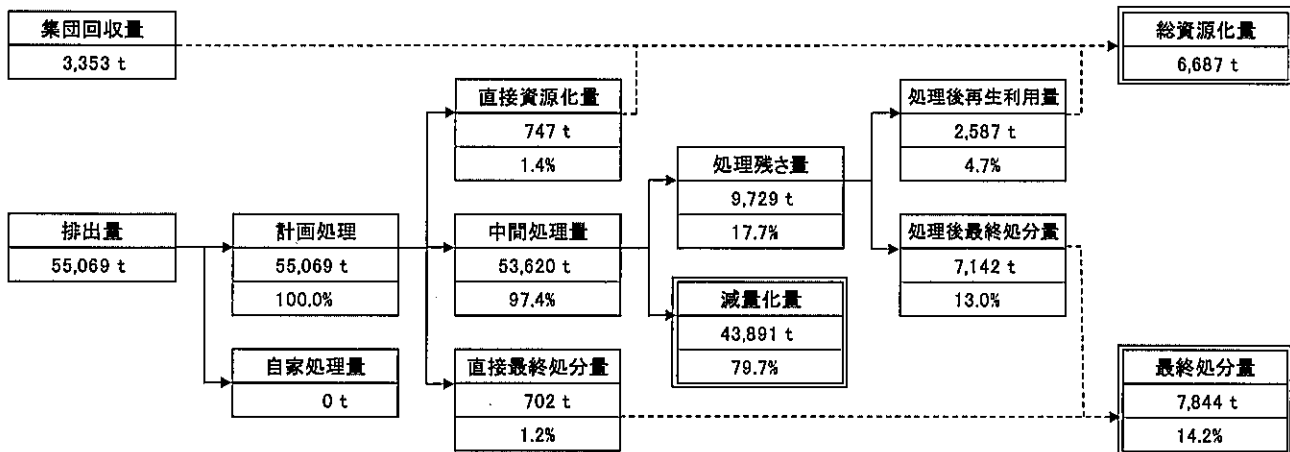 集団回収量
3,353 t
総資源化量
6,687 t
直接資源化量
747 t
1.4%
処理後再生利用量
2,587 t
4.7%
処理残さ量
9,729 t
17.7%
排出量
55,069 t
計画処理
55,069 t
100.0%
中間処理量
53,620 t
97.4%
処理後最終処分量
7,142 t
13.0%
減量化量
43,891 t
79.7%
自家処理量
0 t
直接最終処分量
702 t
1.2%
最終処分量
7,844 t
14.2%